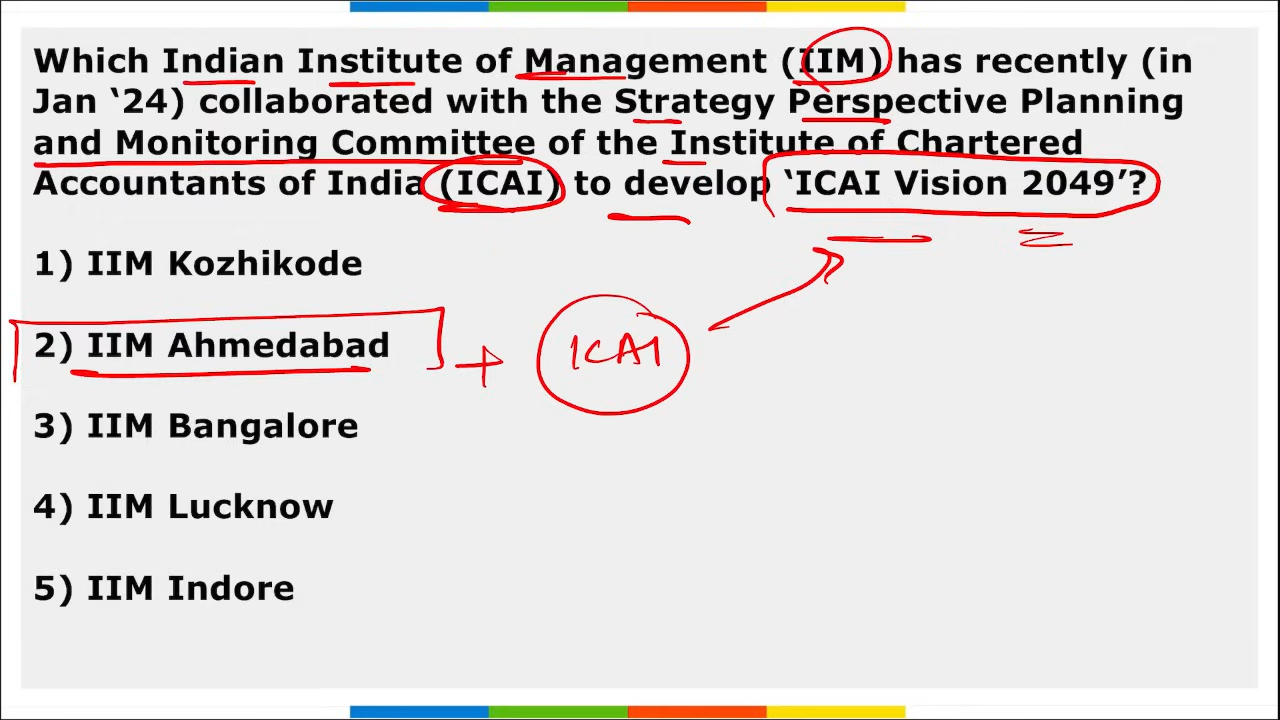 Which Indian Institute of Management (IIM) has recently (in
Jan ‘24) collaborated with the Strategy Perspective Planning
and Monitoring Committee of the Institute of Chartered
Accountants of India (ICAI) to develop ‘ICAI Vision 2049’?
1) IIM Kozhikode
2) IIM Ahmedabad + ICAI
3) IIM Bangalore
4) IIM Lucknow
5) IIM Indore